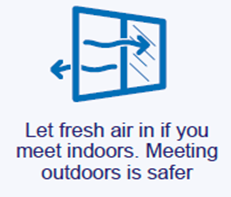 Let fresh air in if you
meet indoors. Meeting
outdoors is safer